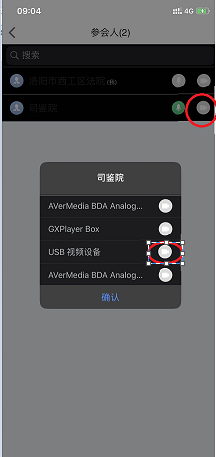 09:04
4G
参会人(2)
搜索
洛阳市西工区法院(我)
司鉴院
司鉴院
AVerMedia BDA Analog...
GXPlayer Box
USB 视频设备
AVerMedia BDA Analog...
确认